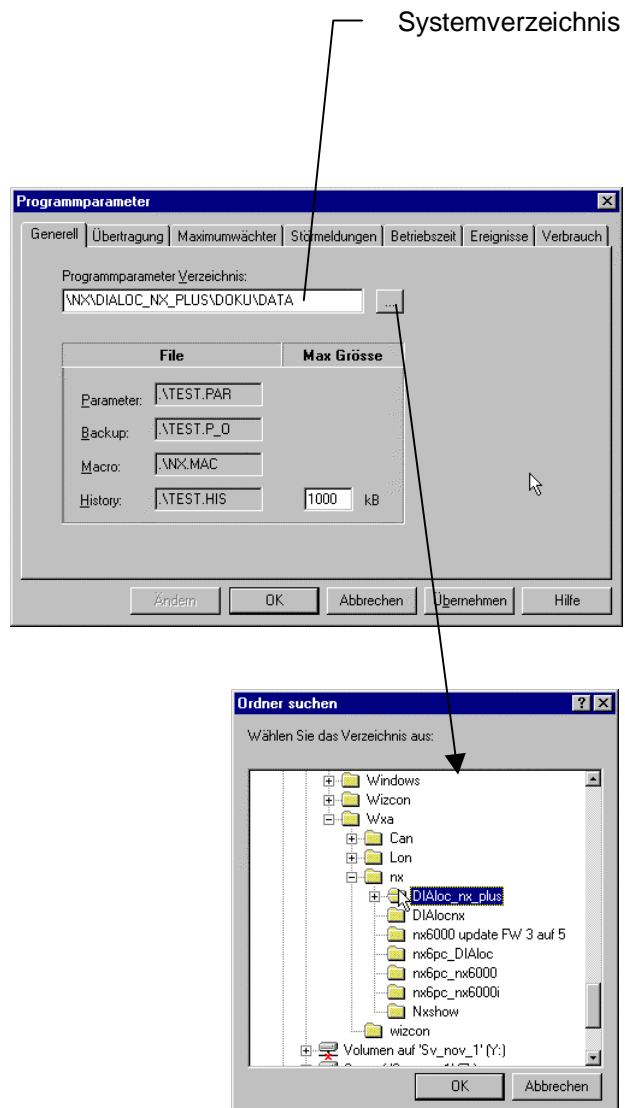 Systemverzeichnis
Programmparameter
Generell Übertragung Maximumwächter Störmeldungen Betriebszeit Ereignisse Verbrauch
Programmparameter Verzeichnis:
\NX\DIALOC_NX_PLUS\DOKU\DATA ...
File Max Grösse
Parameter: .\TEST.PAR
Backup: .\TEST.P_O
Macro: .\NX.MAC
History: .\TEST.HIS 1000 kB
Ändern OK Abbrechen Übernehmen Hilfe
Ordner suchen
Wählen Sie das Verzeichnis aus:
Windows
Wizcon
Wxa
Can
Lon
nx
DIAloc_nx_plus
DIAlocnx
nx6000 update FW 3 auf 5
nx6pc_DIAloc
nx6pc_nx6000
nx6pc_nx6000i
Nxshow
wizcon
Volumen auf 'Sv_nov_1' (Y:)
OK Abbrechen